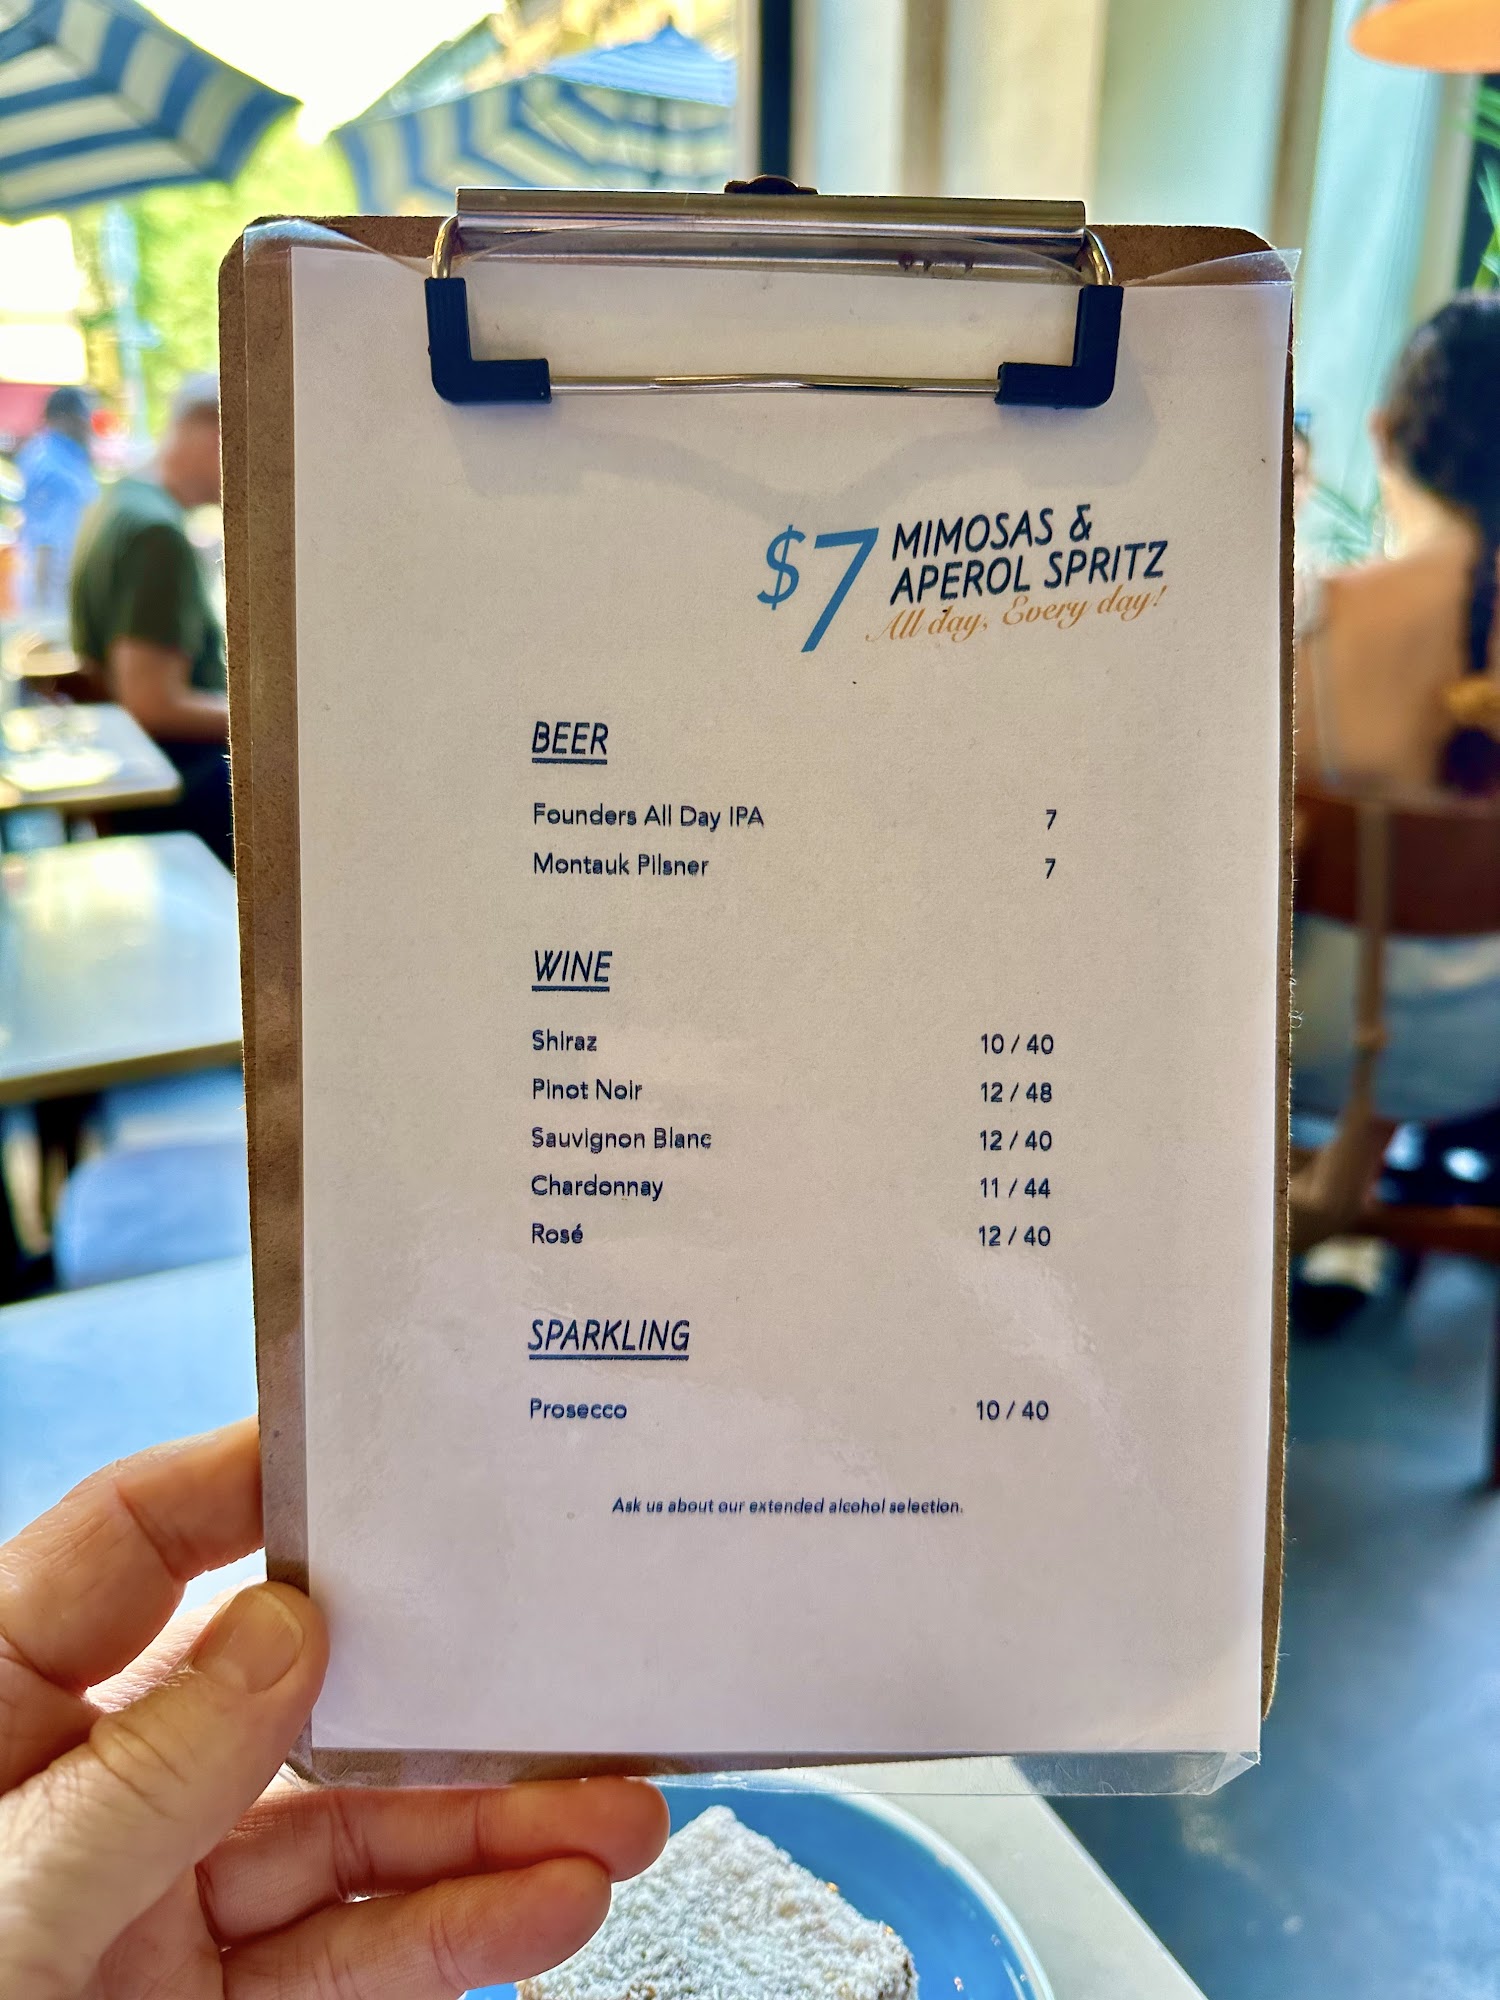 $7 MIMOSAS &
APEROL SPRITZ
All day, Every day!
BEER
Founders All Day IPA 7
Montauk Pilsner 7
WINE
Shiraz 10 / 40
Pinot Noir 12 / 48
Sauvignon Blanc 12 / 40
Chardonnay 11 / 44
Rosé 12 / 40
SPARKLING
Prosecco 10 / 40
Ask us about our extended alcohol selection.